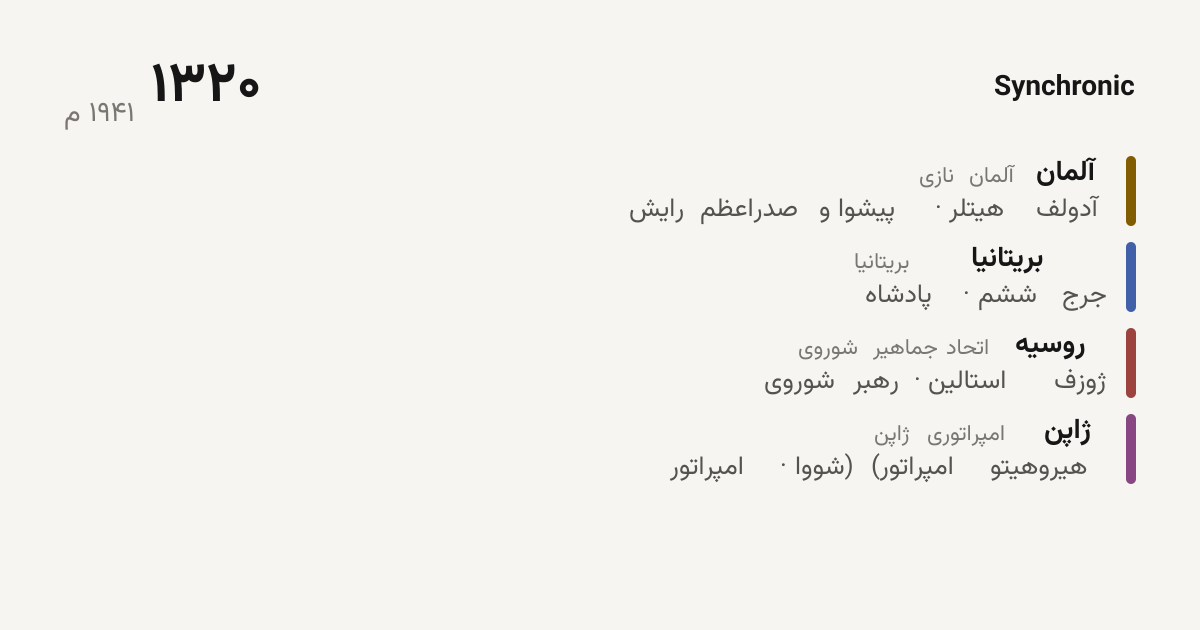 Synchronic
۱۳۲۰
۱۹۴۱ م
آلمان آلمان نازی
آدولف هیتلر · پیشوا و صدراعظم رایش
بریتانیا بریتانیا
جرج ششم · پادشاه
روسیه اتحاد جماهیر شوروی
ژوزف استالین · رهبر شوروی
ژاپن امپراتوری ژاپن
هیروهیتو امپراتور) (شووا · امپراتور